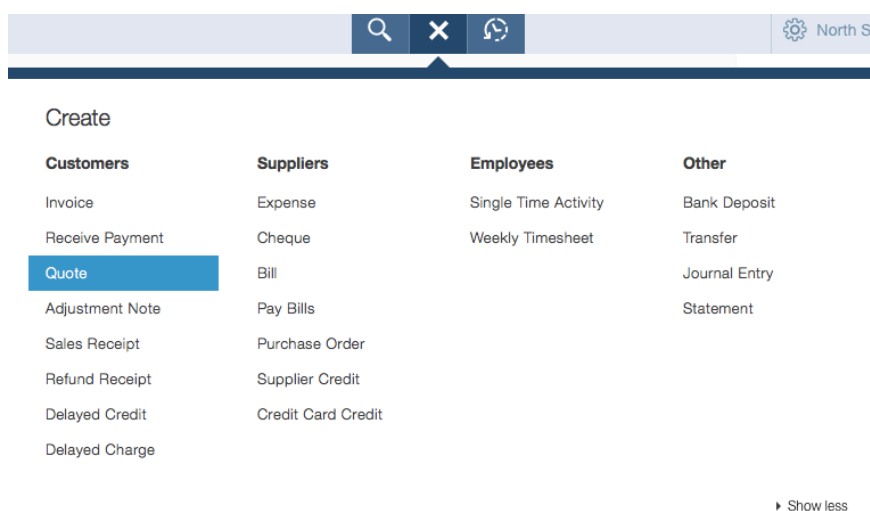 North S
Create
Customers
Suppliers
Employees
Other
Invoice
Expense
Single Time Activity
Bank Deposit
Receive Payment
Cheque
Weekly Timesheet
Transfer
Quote
Bill
Journal Entry
Adjustment Note
Pay Bills
Statement
Sales Receipt
Purchase Order
Refund Receipt
Supplier Credit
Delayed Credit
Credit Card Credit
Delayed Charge
Show less